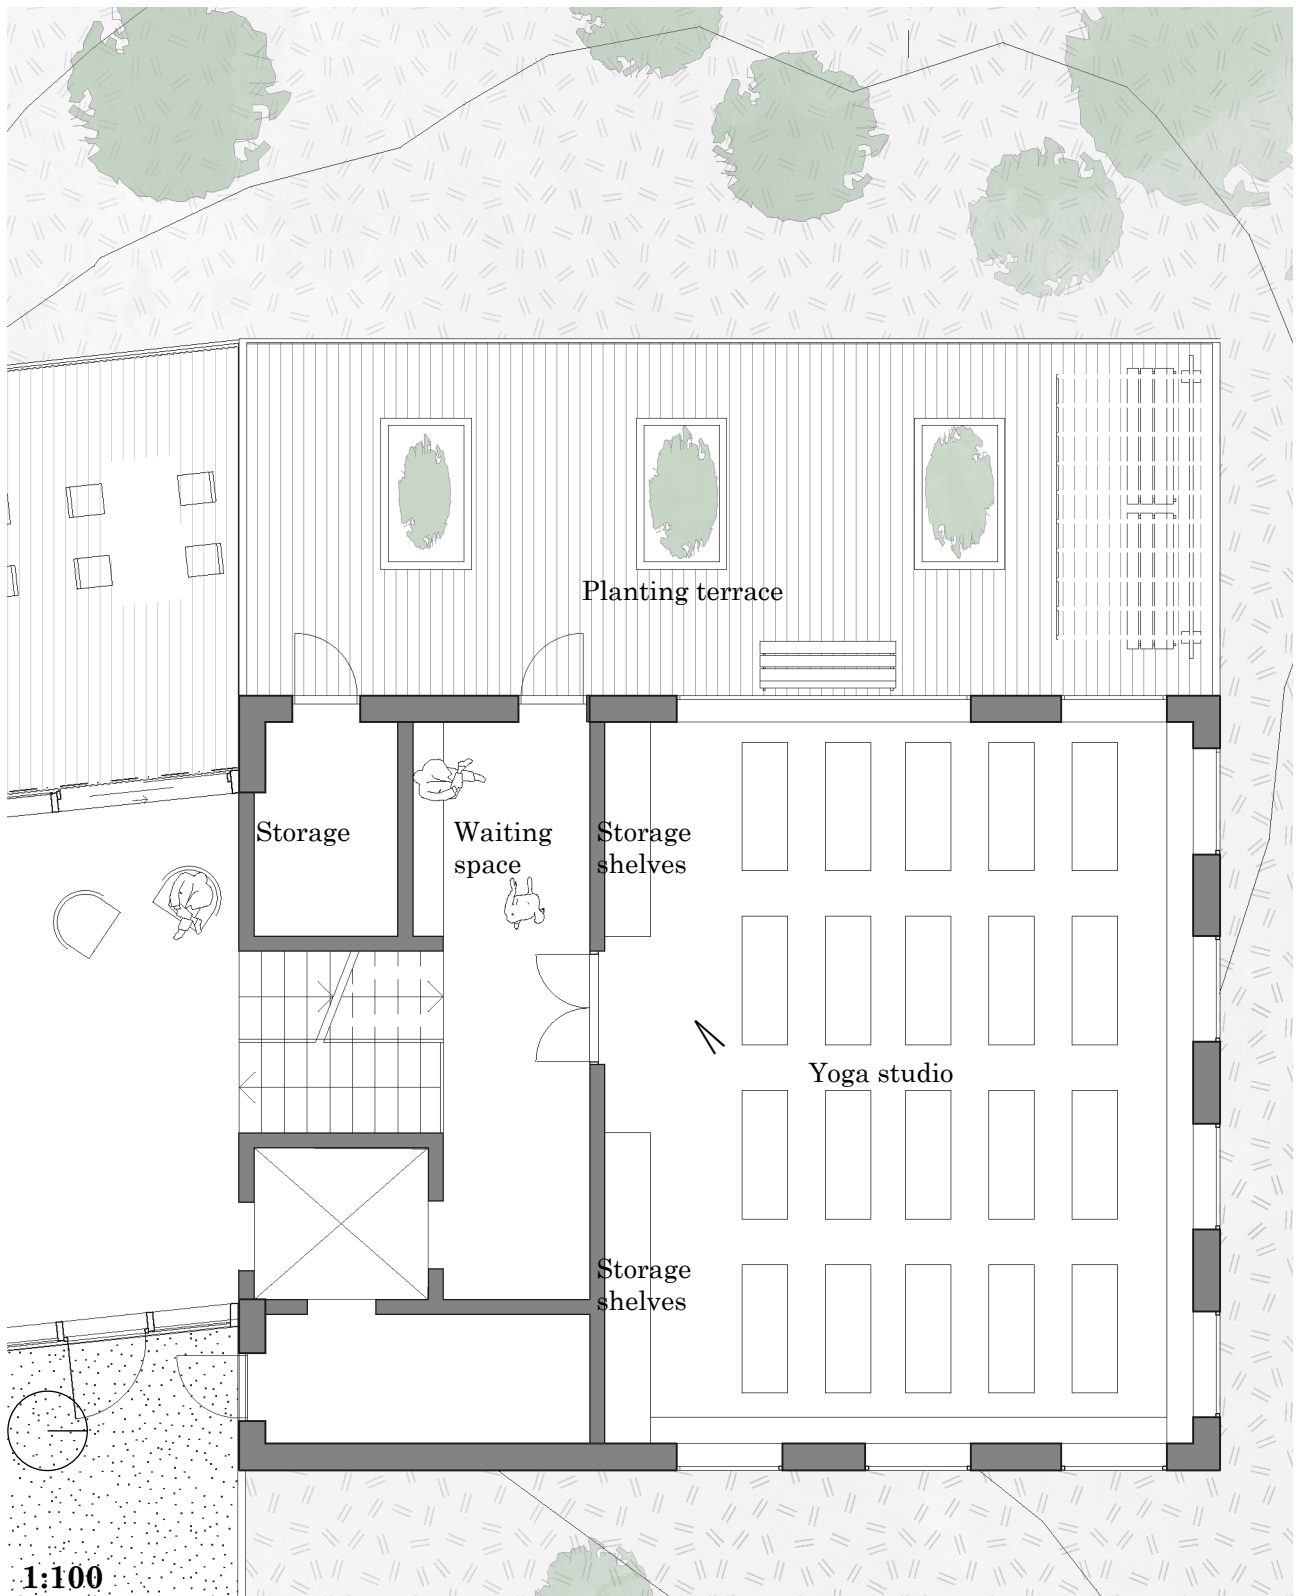 Planting terrace
Storage
Waiting
space
Storage
shelves
Yoga studio
Storage
shelves
1:100